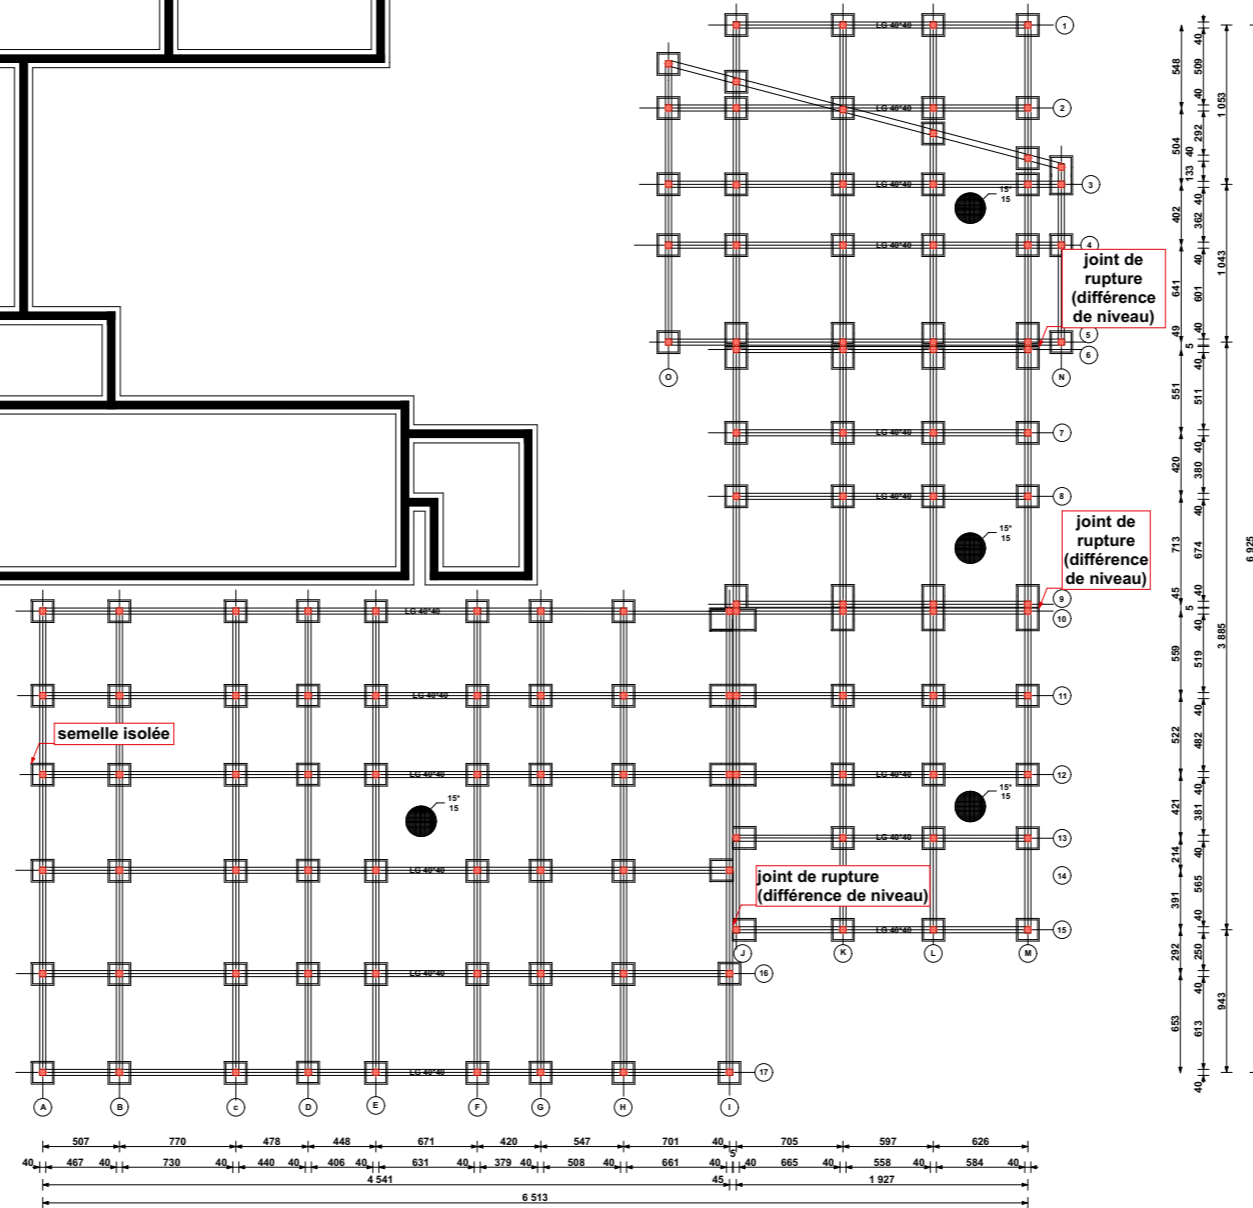 LG 40*40
1
LG 40*40
2
LG 40*40
3
15*
15
LG 40*40
4
joint de
rupture
(différence
de niveau)
5
6
O
N
LG 40*40
7
LG 40*40
8
15*
15
joint de
rupture
(différence
de niveau)
9
10
LG 40*40
LG 40*40
11
semelle isolée
LG 40*40
LG 40*40
12
15*
15
15*
15
LG 40*40
13
LG 40*40
14
joint de rupture
(différence de niveau)
LG 40*40
15
J
K
L
M
LG 40*40
16
LG 40*40
17
A
B
c
D
E
F
G
H
I
548
504
402
641
49
551
420
713
45
559
522
421
214
391
292
653
40
509
40
292
40
133
40
362
40
601
40
5
40
511
40
380
40
674
40
5
40
519
40
482
40
381
40
565
40
250
40
613
40
1 053
1 043
3 885
943
6 925
507 770 478 448 671 420 547 701 40 705 597 626
5
40 467 40 730 40 440 40 406 40 631 40 379 40 508 40 661 40 40 665 40 558 40 584 40
4 541 45 1 927
6 513